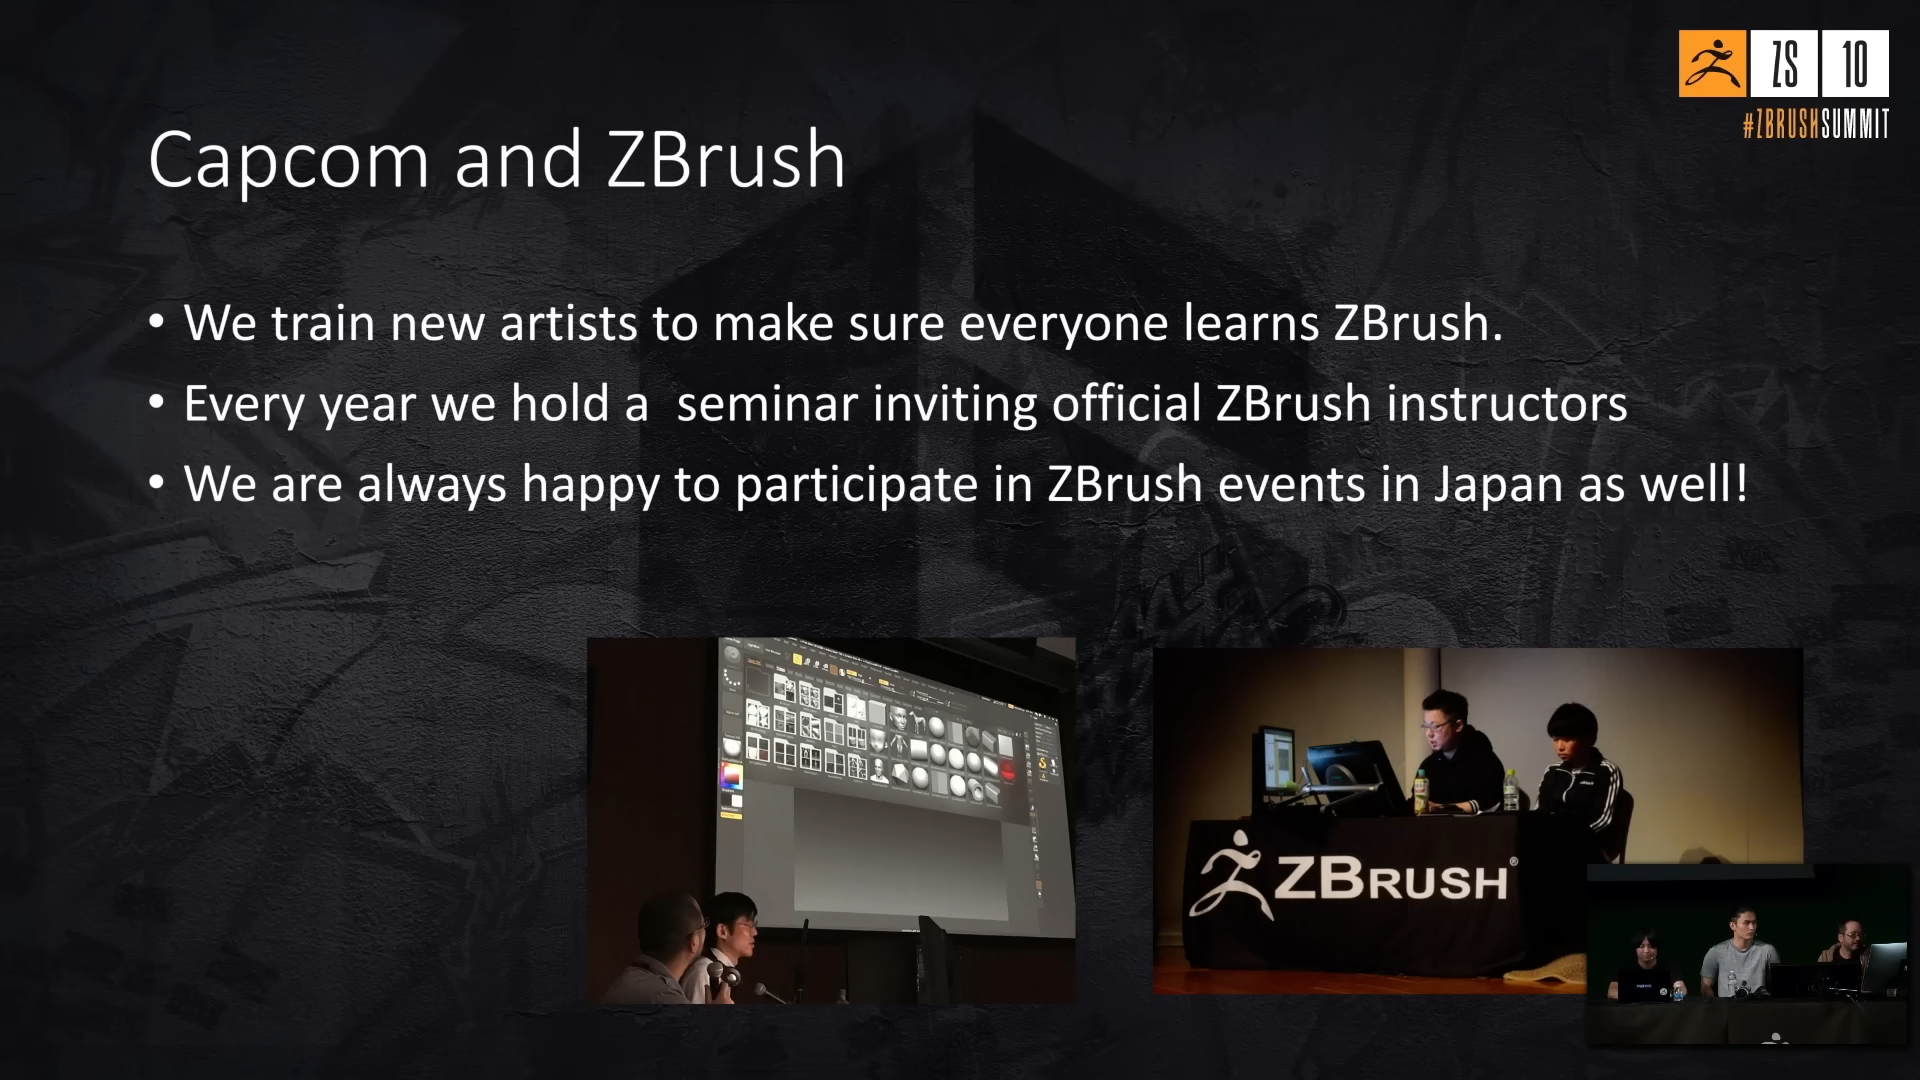 ZS 10
#ZBRUSHSUMMIT
Capcom and ZBrush
• We train new artists to make sure everyone learns ZBrush.
• Every year we hold a  seminar inviting official ZBrush instructors
• We are always happy to participate in ZBrush events in Japan as well!
ZBRUSH®